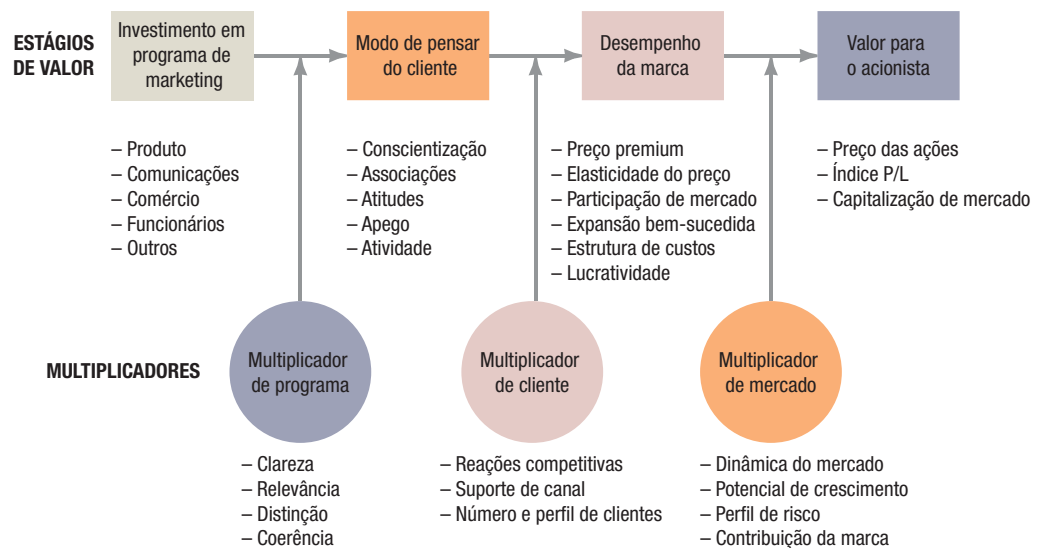 ESTÁGIOS
DE VALOR
Investimento em
programa de
marketing
Modo de pensar
do cliente
Desempenho
da marca
Valor para
o acionista
– Produto
– Comunicações
– Comércio
– Funcionários
– Outros
– Conscientização
– Associações
– Atitudes
– Apego
– Atividade
– Preço premium
– Elasticidade do preço
– Participação de mercado
– Expansão bem-sucedida
– Estrutura de custos
– Lucratividade
– Preço das ações
– Índice P/L
– Capitalização de mercado
MULTIPLICADORES
Multiplicador
de programa
Multiplicador
de cliente
Multiplicador
de mercado
– Clareza
– Relevância
– Distinção
– Coerência
– Reações competitivas
– Suporte de canal
– Número e perfil de clientes
– Dinâmica do mercado
– Potencial de crescimento
– Perfil de risco
– Contribuição da marca